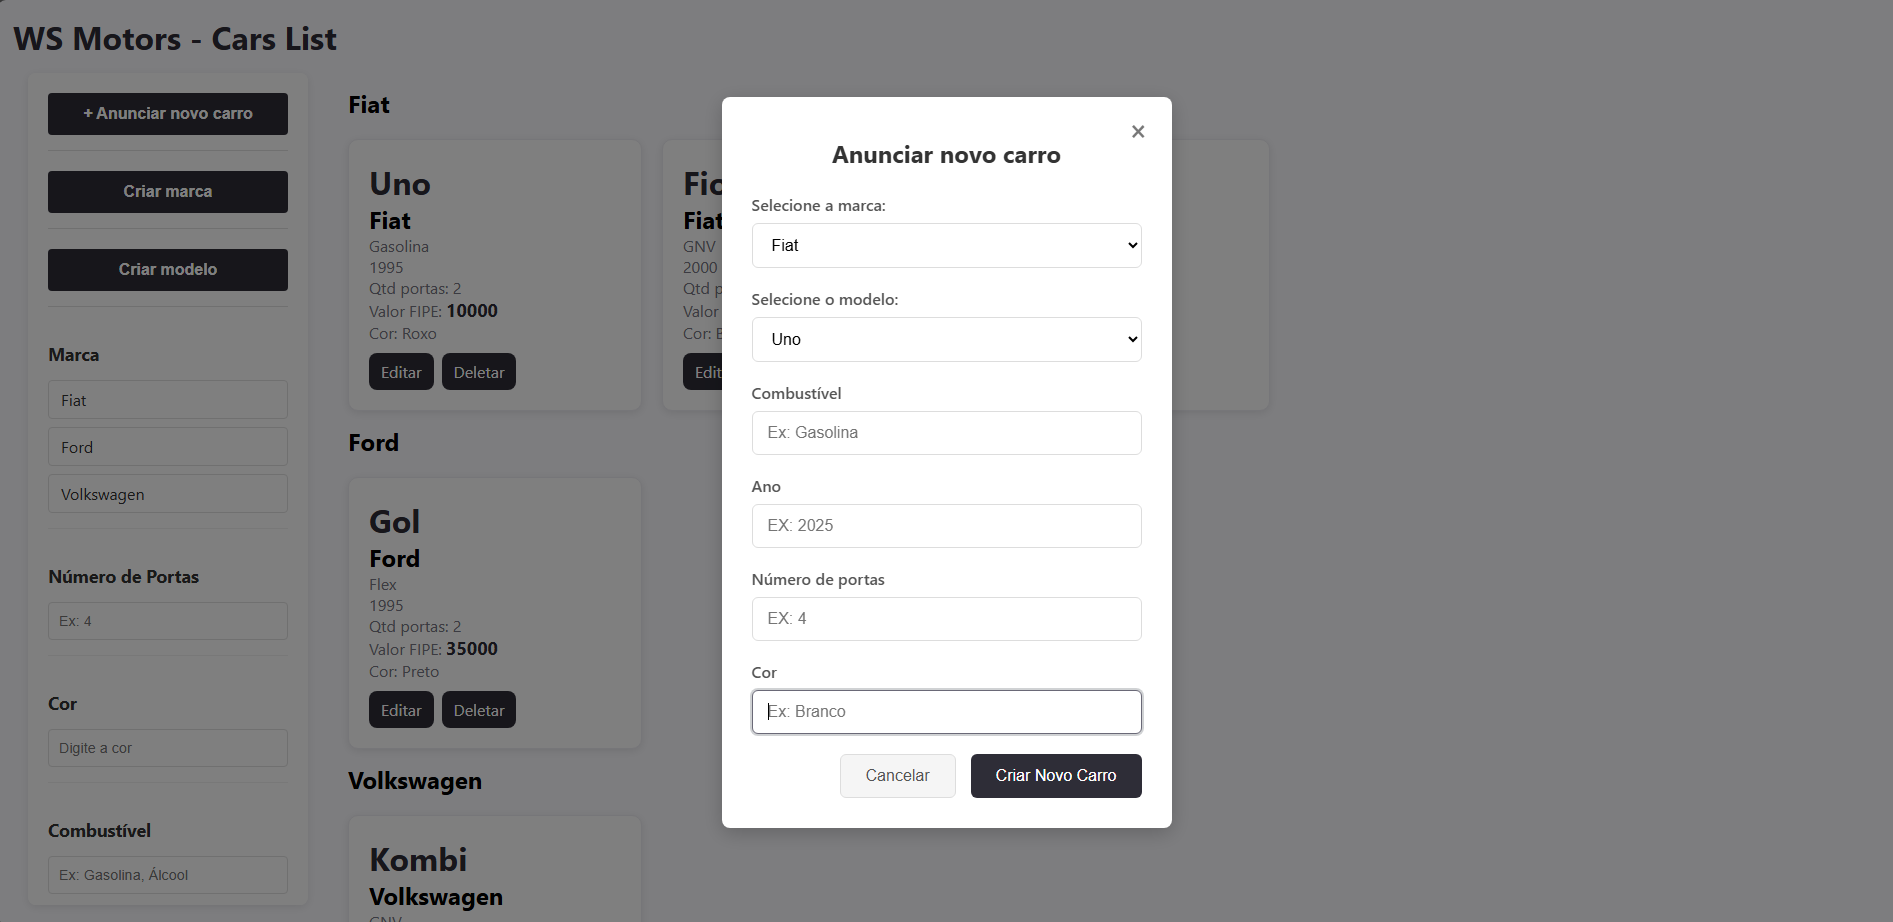 WS Motors - Cars List
+ Anunciar novo carro
Criar marca
Criar modelo
Marca
Fiat
Ford
Volkswagen
Número de Portas
Ex: 4
Cor
Digite a cor
Combustível
Ex: Gasolina, Álcool
Fiat
Uno
Fiat
Gasolina
1995
Qtd portas: 2
Valor FIPE: 10000
Cor: Roxo
Editar Deletar
Fiat
GNV
2000
Qtd
Valor
Cor:
Ford
Gol
Ford
Flex
1995
Qtd portas: 2
Valor FIPE: 35000
Cor: Preto
Editar Deletar
Volkswagen
Kombi
Volkswagen
GNV
×
Anunciar novo carro
Selecione a marca:
Fiat
Selecione o modelo:
Uno
Combustível
Ex: Gasolina
Ano
EX: 2025
Número de portas
EX: 4
Cor
Ex: Branco
Cancelar Criar Novo Carro